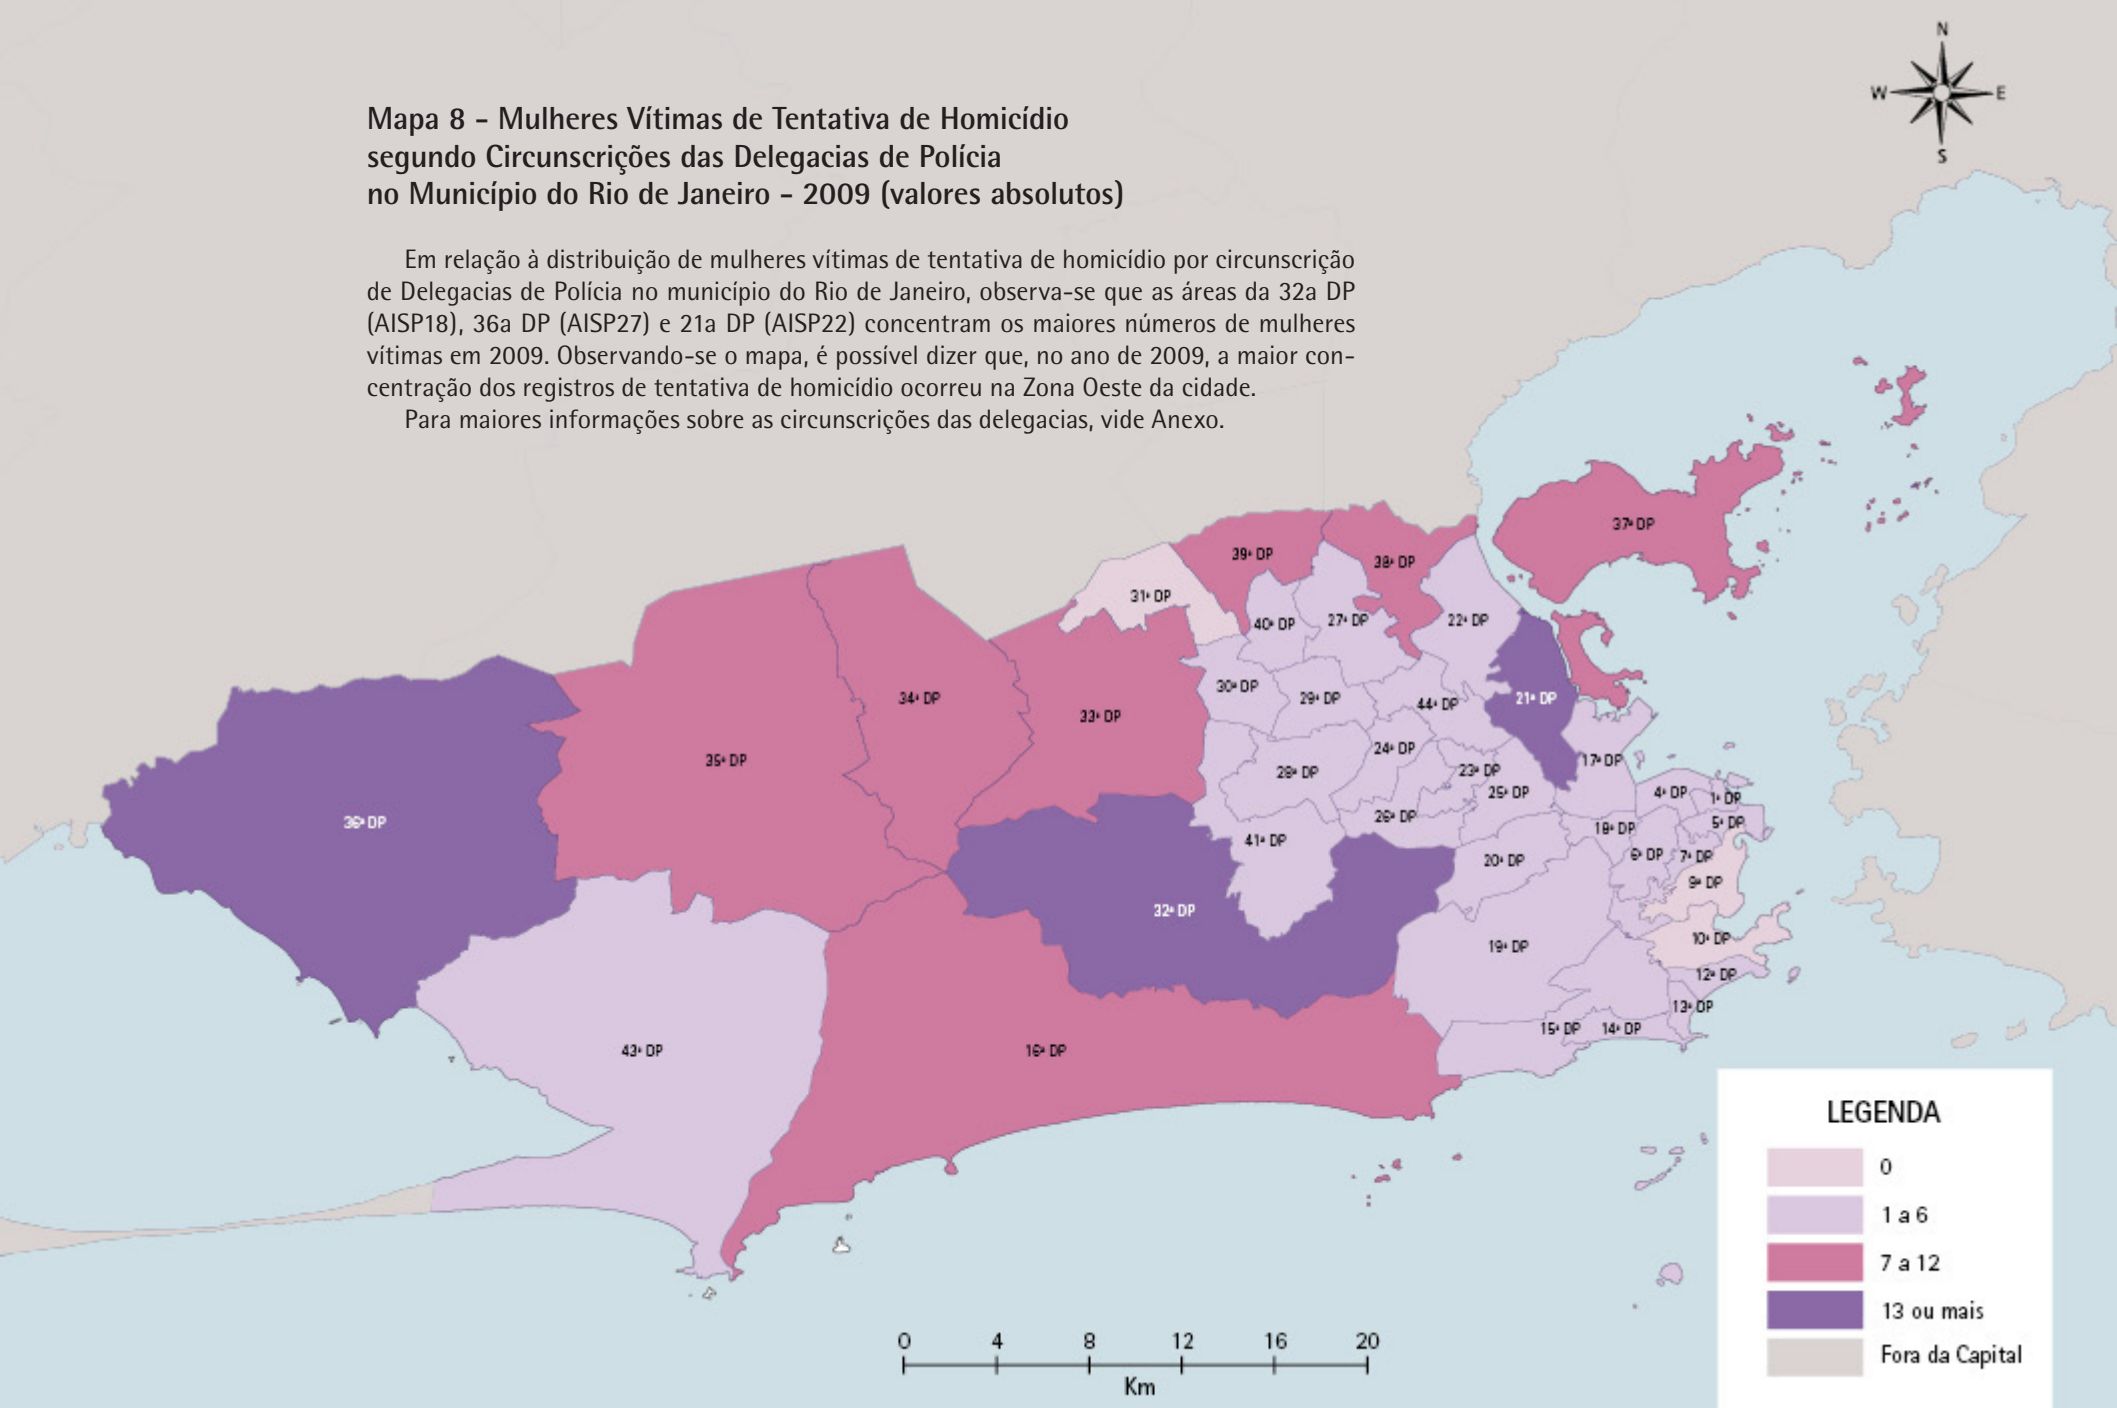 N
W E
S
Mapa 8 - Mulheres Vítimas de Tentativa de Homicídio
segundo Circunscrições das Delegacias de Polícia
no Município do Rio de Janeiro - 2009 (valores absolutos)
Em relação à distribuição de mulheres vítimas de tentativa de homicídio por circunscrição
de Delegacias de Polícia no município do Rio de Janeiro, observa-se que as áreas da 32a DP
(AISP18), 36a DP (AISP27) e 21a DP (AISP22) concentram os maiores números de mulheres
vítimas em 2009. Observando-se o mapa, é possível dizer que, no ano de 2009, a maior con-
centração dos registros de tentativa de homicídio ocorreu na Zona Oeste da cidade.
Para maiores informações sobre as circunscrições das delegacias, vide Anexo.
37ª DP
39ª DP
38ª DP
31ª DP
40ª DP
27ª DP
22ª DP
30ª DP
29ª DP
44ª DP
21ª DP
34ª DP
33ª DP
35ª DP
24ª DP
17ª DP
28ª DP
23ª DP
25ª DP
4ª DP
1ª DP
36ª DP
26ª DP
18ª DP
5ª DP
41ª DP
20ª DP
6ª DP
7ª DP
9ª DP
32ª DP
19ª DP
10ª DP
12ª DP
13ª DP
43ª DP
16ª DP
15ª DP
14ª DP
LEGENDA
0
1 a 6
7 a 12
13 ou mais
Fora da Capital
0 4 8 12 16 20
Km